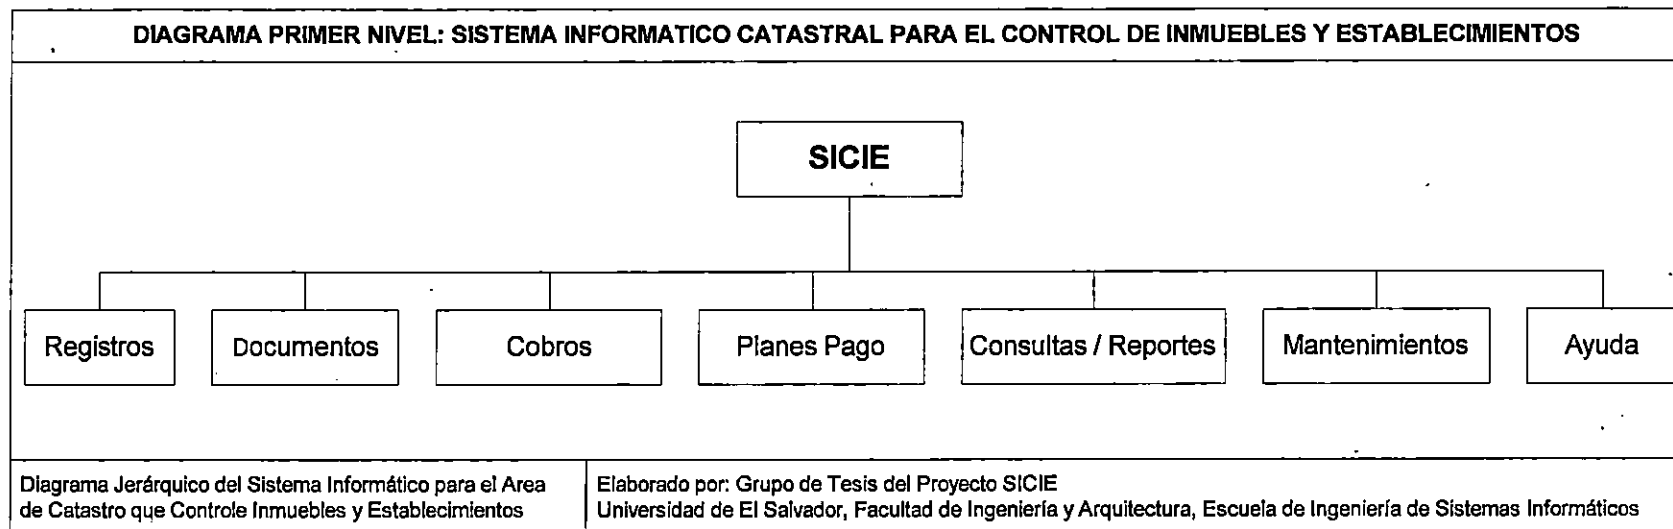 DIAGRAMA PRIMER NIVEL: SISTEMA INFORMATICO CATASTRAL PARA EL CONTROL DE INMUEBLES Y ESTABLECIMIENTOS
SICIE
Registros
Documentos
Cobros
Planes Pago
Consultas / Reportes
Mantenimientos
Ayuda
Diagrama Jerárquico del Sistema Informático para el Area
de Catastro que Controle Inmuebles y Establecimientos
Elaborado por: Grupo de Tesis del Proyecto SICIE
Universidad de El Salvador, Facultad de Ingeniería y Arquitectura, Escuela de Ingeniería de Sistemas Informáticos